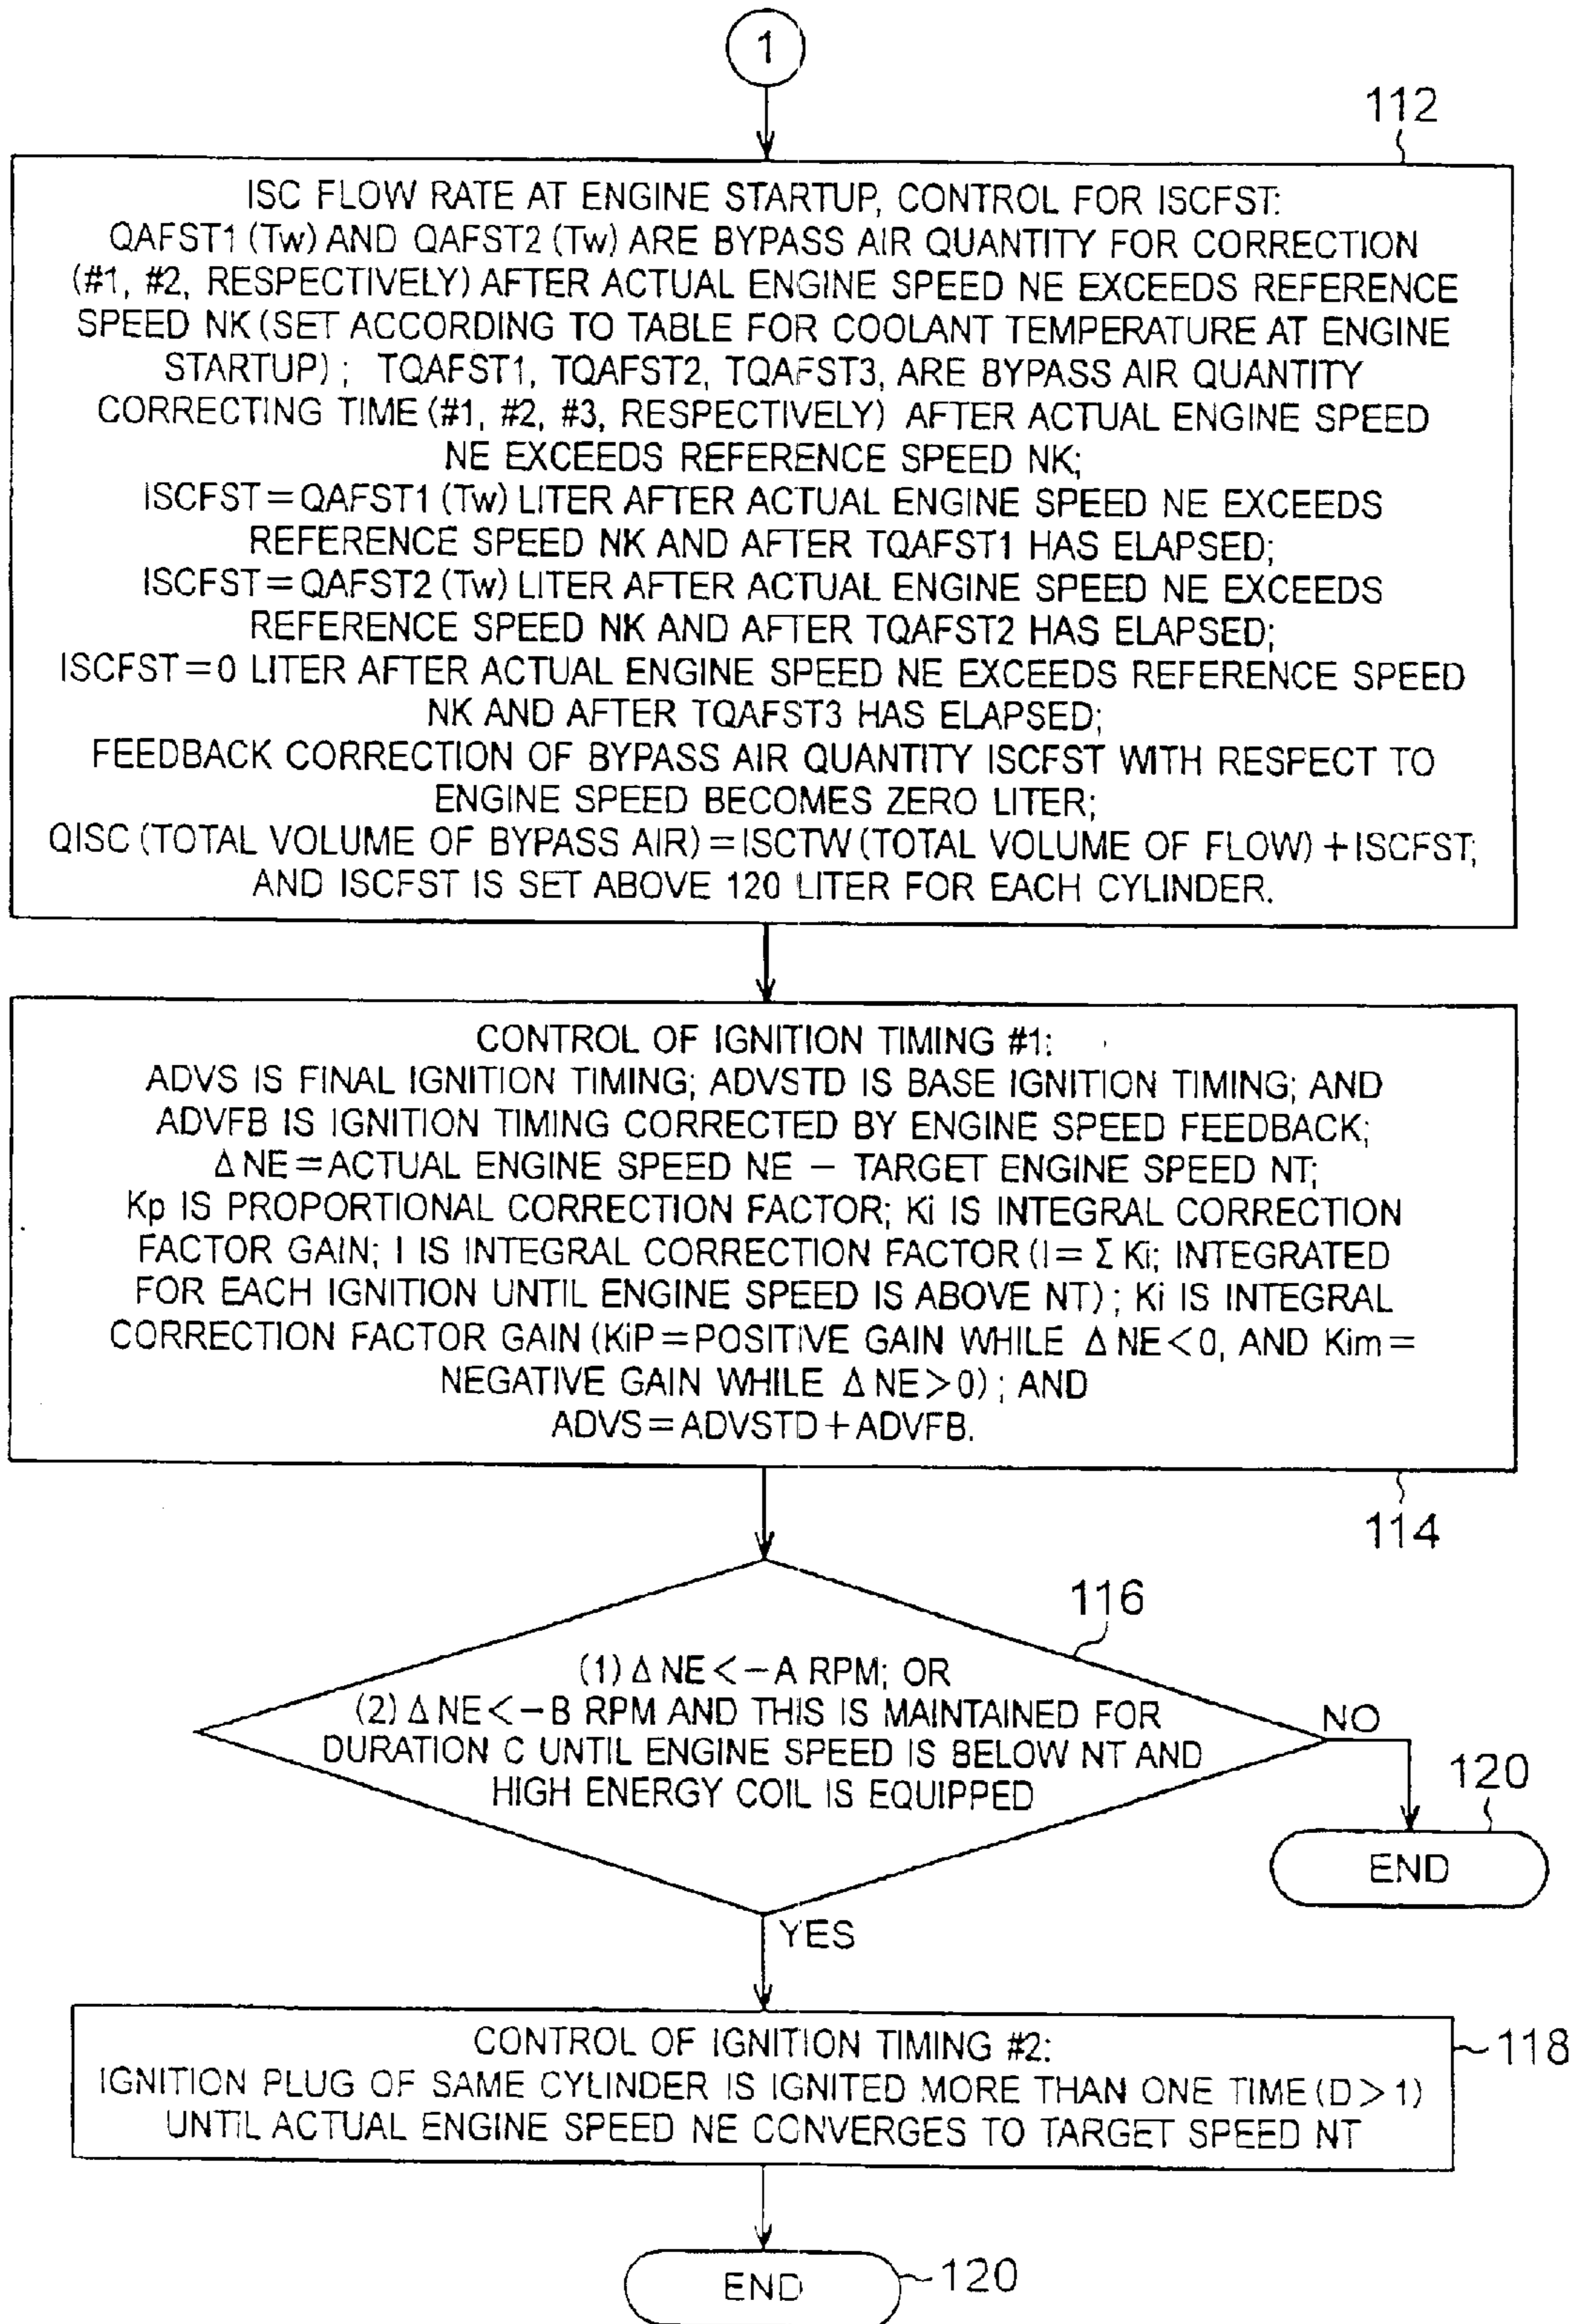 1
112
ISC FLOW RATE AT ENGINE STARTUP, CONTROL FOR ISCFST:
QAFST1 (Tw) AND QAFST2 (Tw) ARE BYPASS AIR QUANTITY FOR CORRECTION
(#1, #2, RESPECTIVELY) AFTER ACTUAL ENGINE SPEED NE EXCEEDS REFERENCE
SPEED NK (SET ACCORDING TO TABLE FOR COOLANT TEMPERATURE AT ENGINE
STARTUP) ; TQAFST1, TQAFST2, TQAFST3, ARE BYPASS AIR QUANTITY
CORRECTING TIME (#1, #2, #3, RESPECTIVELY) AFTER ACTUAL ENGINE SPEED
NE EXCEEDS REFERENCE SPEED NK;
ISCFST=QAFST1 (Tw) LITER AFTER ACTUAL ENGINE SPEED NE EXCEEDS
REFERENCE SPEED NK AND AFTER TQAFST1 HAS ELAPSED;
ISCFST=QAFST2 (Tw) LITER AFTER ACTUAL ENGINE SPEED NE EXCEEDS
REFERENCE SPEED NK AND AFTER TQAFST2 HAS ELAPSED;
ISCFST=0 LITER AFTER ACTUAL ENGINE SPEED NE EXCEEDS REFERENCE SPEED
NK AND AFTER TQAFST3 HAS ELAPSED;
FEEDBACK CORRECTION OF BYPASS AIR QUANTITY ISCFST WITH RESPECT TO
ENGINE SPEED BECOMES ZERO LITER;
QISC (TOTAL VOLUME OF BYPASS AIR) =ISCTW (TOTAL VOLUME OF FLOW) +ISCFST;
AND ISCFST IS SET ABOVE 120 LITER FOR EACH CYLINDER.
CONTROL OF IGNITION TIMING #1:
ADVS IS FINAL IGNITION TIMING; ADVSTD IS BASE IGNITION TIMING; AND
ADVFB IS IGNITION TIMING CORRECTED BY ENGINE SPEED FEEDBACK;
Δ NE=ACTUAL ENGINE SPEED NE − TARGET ENGINE SPEED NT;
Kp IS PROPORTIONAL CORRECTION FACTOR; Ki IS INTEGRAL CORRECTION
FACTOR GAIN; I IS INTEGRAL CORRECTION FACTOR (I= Σ Ki; INTEGRATED
FOR EACH IGNITION UNTIL ENGINE SPEED IS ABOVE NT) ; Ki IS INTEGRAL
CORRECTION FACTOR GAIN (KiP=POSITIVE GAIN WHILE Δ NE<0, AND Kim=
NEGATIVE GAIN WHILE Δ NE>0) ; AND
ADVS=ADVSTD+ADVFB.
114
116
(1) Δ NE<−A RPM; OR
(2) Δ NE<−B RPM AND THIS IS MAINTAINED FOR
DURATION C UNTIL ENGINE SPEED IS BELOW NT AND
HIGH ENERGY COIL IS EQUIPPED
NO
120
END
YES
CONTROL OF IGNITION TIMING #2:
IGNITION PLUG OF SAME CYLINDER IS IGNITED MORE THAN ONE TIME (D>1)
UNTIL ACTUAL ENGINE SPEED NE CONVERGES TO TARGET SPEED NT
118
END
120